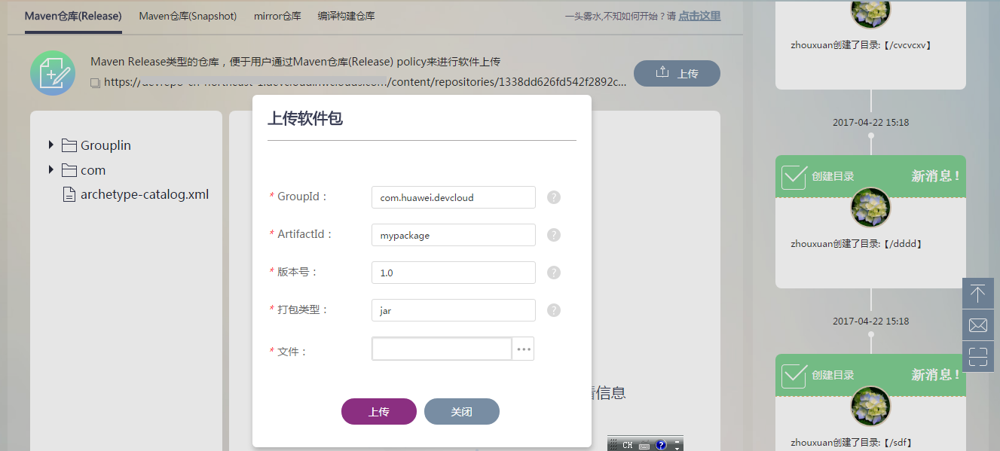 Maven仓库(Release) Maven仓库(Snapshot) mirror仓库 编译构建仓库 一头雾水,不知如何开始？请 点击这里
Maven Release类型的仓库，便于用户通过Maven仓库(Release) policy来进行软件上传
https:// /content/repositories/1338dd626fd542f2892c...
上传
Grouplin
com
archetype-catalog.xml
上传软件包
* GroupId： com.huawei.devcloud ?
* ArtifactId： mypackage ?
* 版本号： 1.0 ?
* 打包类型： jar ?
* 文件： ...
上传 关闭
信息
CH ?
zhouxuan创建了目录:【/cvcvcxv】
2017-04-22 15:18
创建目录 新消息！
zhouxuan创建了目录:【/dddd】
2017-04-22 15:18
创建目录 新消息！
zhouxuan创建了目录:【/sdf】